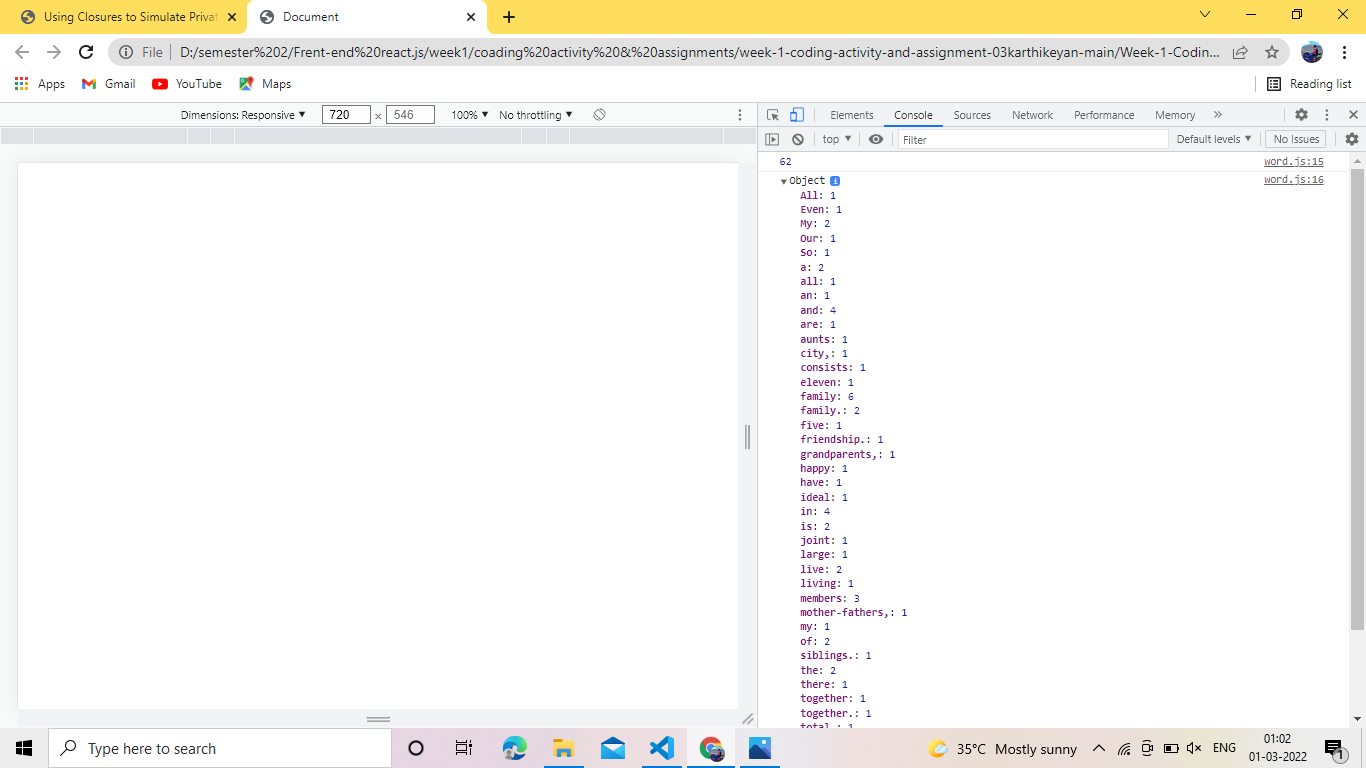 Using Closures to Simulate Privat
Document
File
D:/semester%202/Frent-end%20react.js/week1/coading%20activity%20&%20assignments/week-1-coding-activity-and-assignment-03karthikeyan-main/Week-1-Codin...
Apps Gmail YouTube Maps Reading list
Dimensions: Responsive ▼ 720 × 546 100% ▼ No throttling ▼
Elements Console Sources Network Performance Memory »
top ▼ Filter Default levels ▼ No Issues
62 word.js:15
▼Object i word.js:16
All: 1
Even: 1
My: 2
Our: 1
So: 1
a: 2
all: 1
an: 1
and: 4
are: 1
aunts: 1
city,: 1
consists: 1
eleven: 1
family: 6
family.: 2
five: 1
friendship.: 1
grandparents,: 1
happy: 1
have: 1
ideal: 1
in: 4
is: 2
joint: 1
large: 1
live: 2
living: 1
members: 3
mother-fathers,: 1
my: 1
of: 2
siblings.: 1
the: 2
there: 1
together: 1
together.: 1
Type here to search
35°C Mostly sunny ENG 01:02
01-03-2022 1